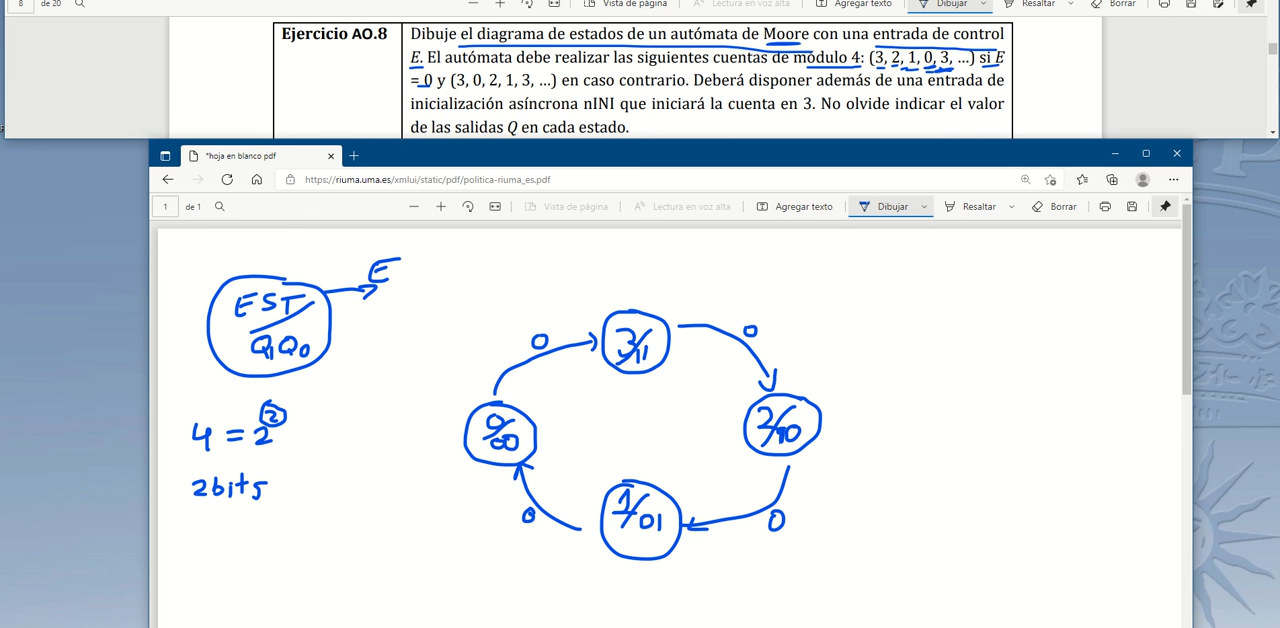 8 de 20 Vista de página Lectura en voz alta Agregar texto Dibujar Resaltar Borrar
Ejercicio AO.8
Dibuje el diagrama de estados de un autómata de Moore con una entrada de control
E. El autómata debe realizar las siguientes cuentas de módulo 4: (3, 2, 1, 0, 3, ...) si E
= 0 y (3, 0, 2, 1, 3, ...) en caso contrario. Deberá disponer además de una entrada de
inicialización asíncrona nINI que iniciará la cuenta en 3. No olvide indicar el valor
de las salidas Q en cada estado.
*hoja en blanco pdf
https://riuma.uma.es/xmlui/static/pdf/politica-riuma_es.pdf
1 de 1 Vista de página Lectura en voz alta Agregar texto Dibujar Resaltar Borrar
E
EST
Q1Q0
0 3/11 0
4 = 2^2
0/00 2/10
2bits
0 1/01 0